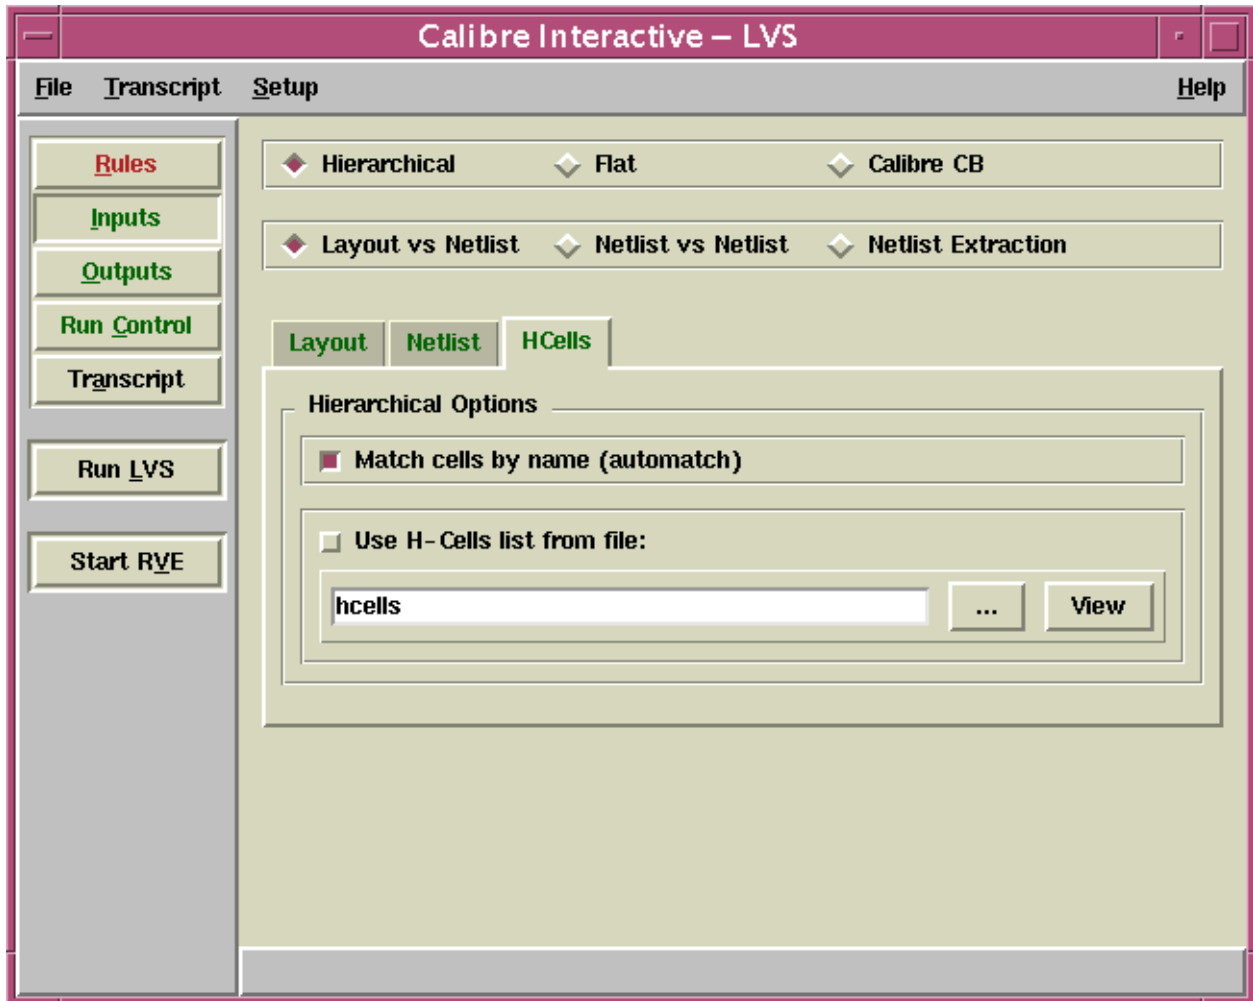 Calibre Interactive – LVS
File Transcript Setup Help
Rules
Inputs
Outputs
Run Control
Transcript
Run LVS
Start RVE
Hierarchical Flat Calibre CB
Layout vs Netlist Netlist vs Netlist Netlist Extraction
Layout Netlist HCells
Hierarchical Options
Match cells by name (automatch)
Use H-Cells list from file:
hcells ... View